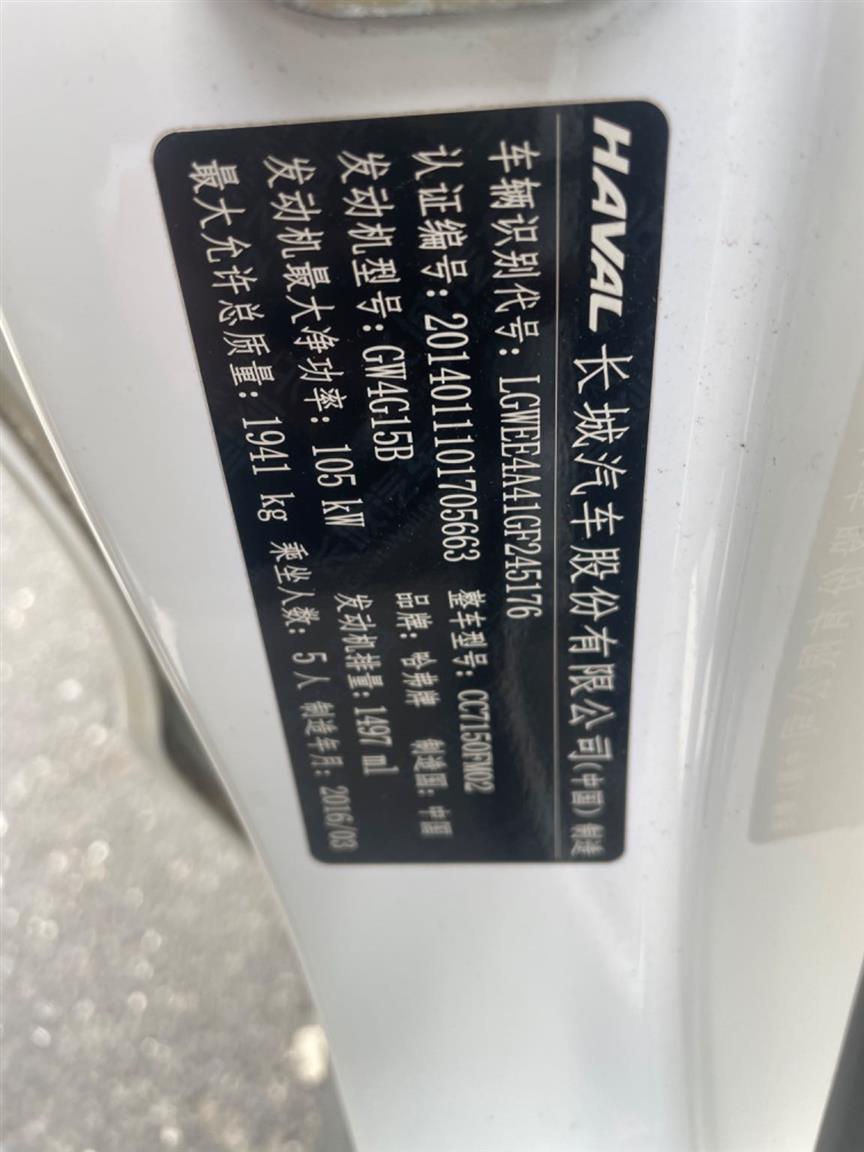 HAVAL 长城汽车股份有限公司(中国) 制造
车辆识别代号: LGWEE4A41GF245176
认证编号: 2014011101705663 整车型号: CC7150FM02
发动机型号: GW4G15B 品牌: 哈弗牌 制造国: 中国
发动机最大净功率: 105 kW 发动机排量: 1497 ml
最大允许总质量: 1941 kg 乘坐人数: 5人 制造年月: 2016/03